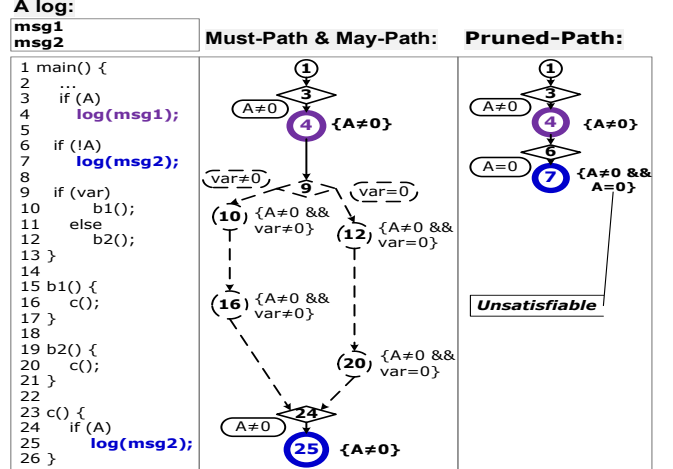 A log:
msg1
msg2
Must-Path & May-Path:
Pruned-Path:
1 main() {
2 ...
3 if (A)
4 log(msg1);
5
6 if (!A)
7 log(msg2);
8
9 if (var)
10 b1();
11 else
12 b2();
13 }
14
15 b1() {
16 c();
17 }
18
19 b2() {
20 c();
21 }
22
23 c() {
24 if (A)
25 log(msg2);
26 }
1
3
A≠0
4 {A≠0}
9
var≠0
var=0
10 {A≠0 &&
var≠0}
12 {A≠0 &&
var=0}
16 {A≠0 &&
var≠0}
20 {A≠0 &&
var=0}
24
A≠0
25 {A≠0}
1
3
A≠0
4 {A≠0}
6
A=0
7 {A≠0 &&
A=0}
Unsatisfiable